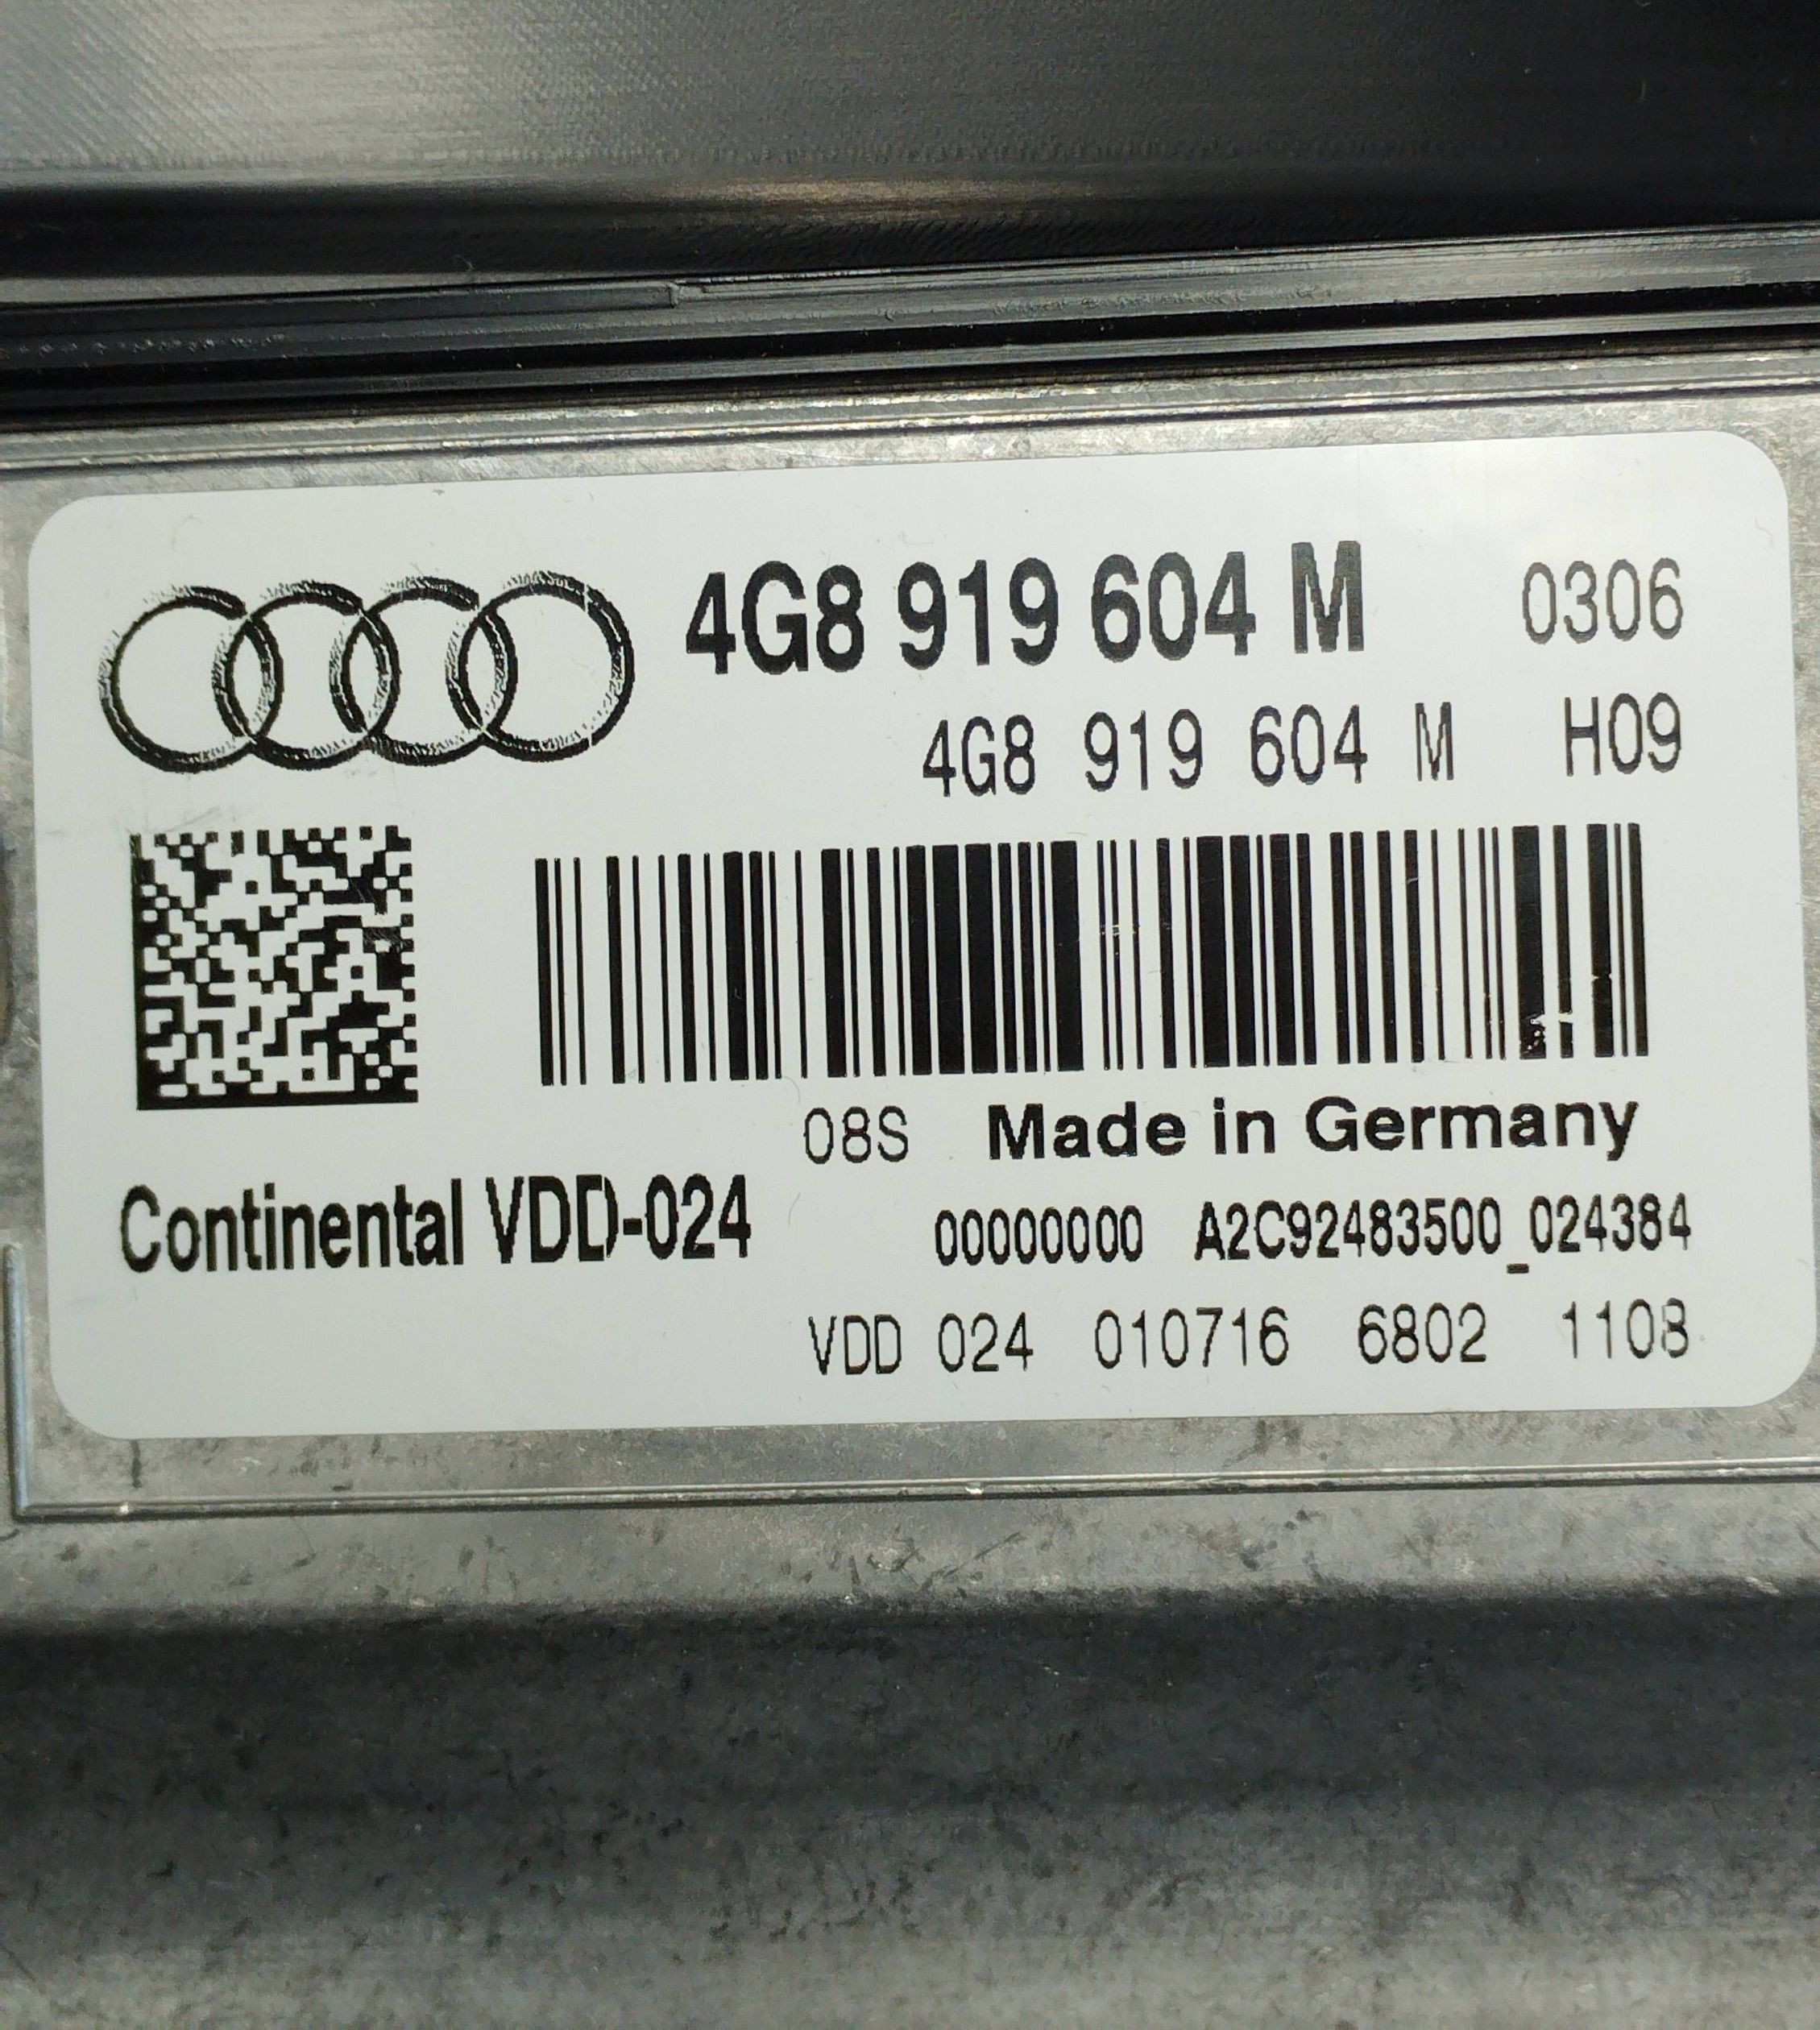 4G8 919 604 M 0306
4G8 919 604 M H09
08S Made in Germany
Continental VDD-024
00000000 A2C92483500_024384
VDD 024 010716 6802 1108